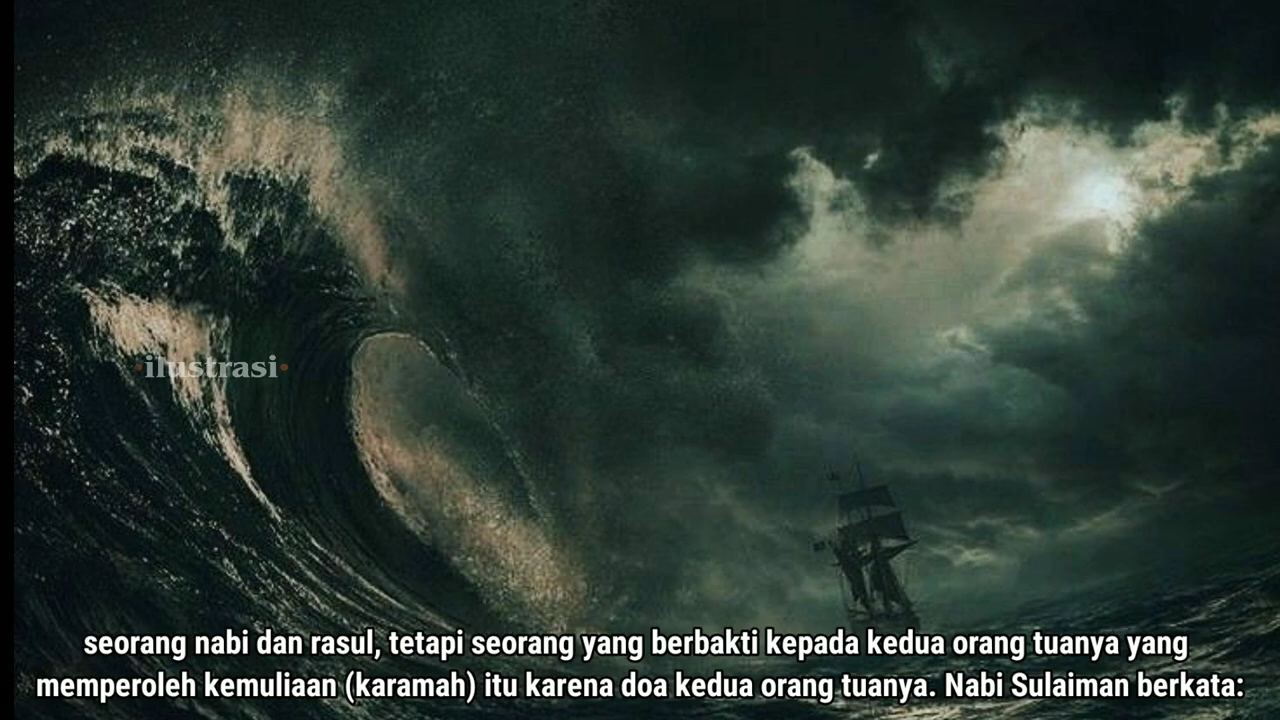 •ilustrasi•
seorang nabi dan rasul, tetapi seorang yang berbakti kepada kedua orang tuanya yang
memperoleh kemuliaan (karamah) itu karena doa kedua orang tuanya. Nabi Sulaiman berkata: